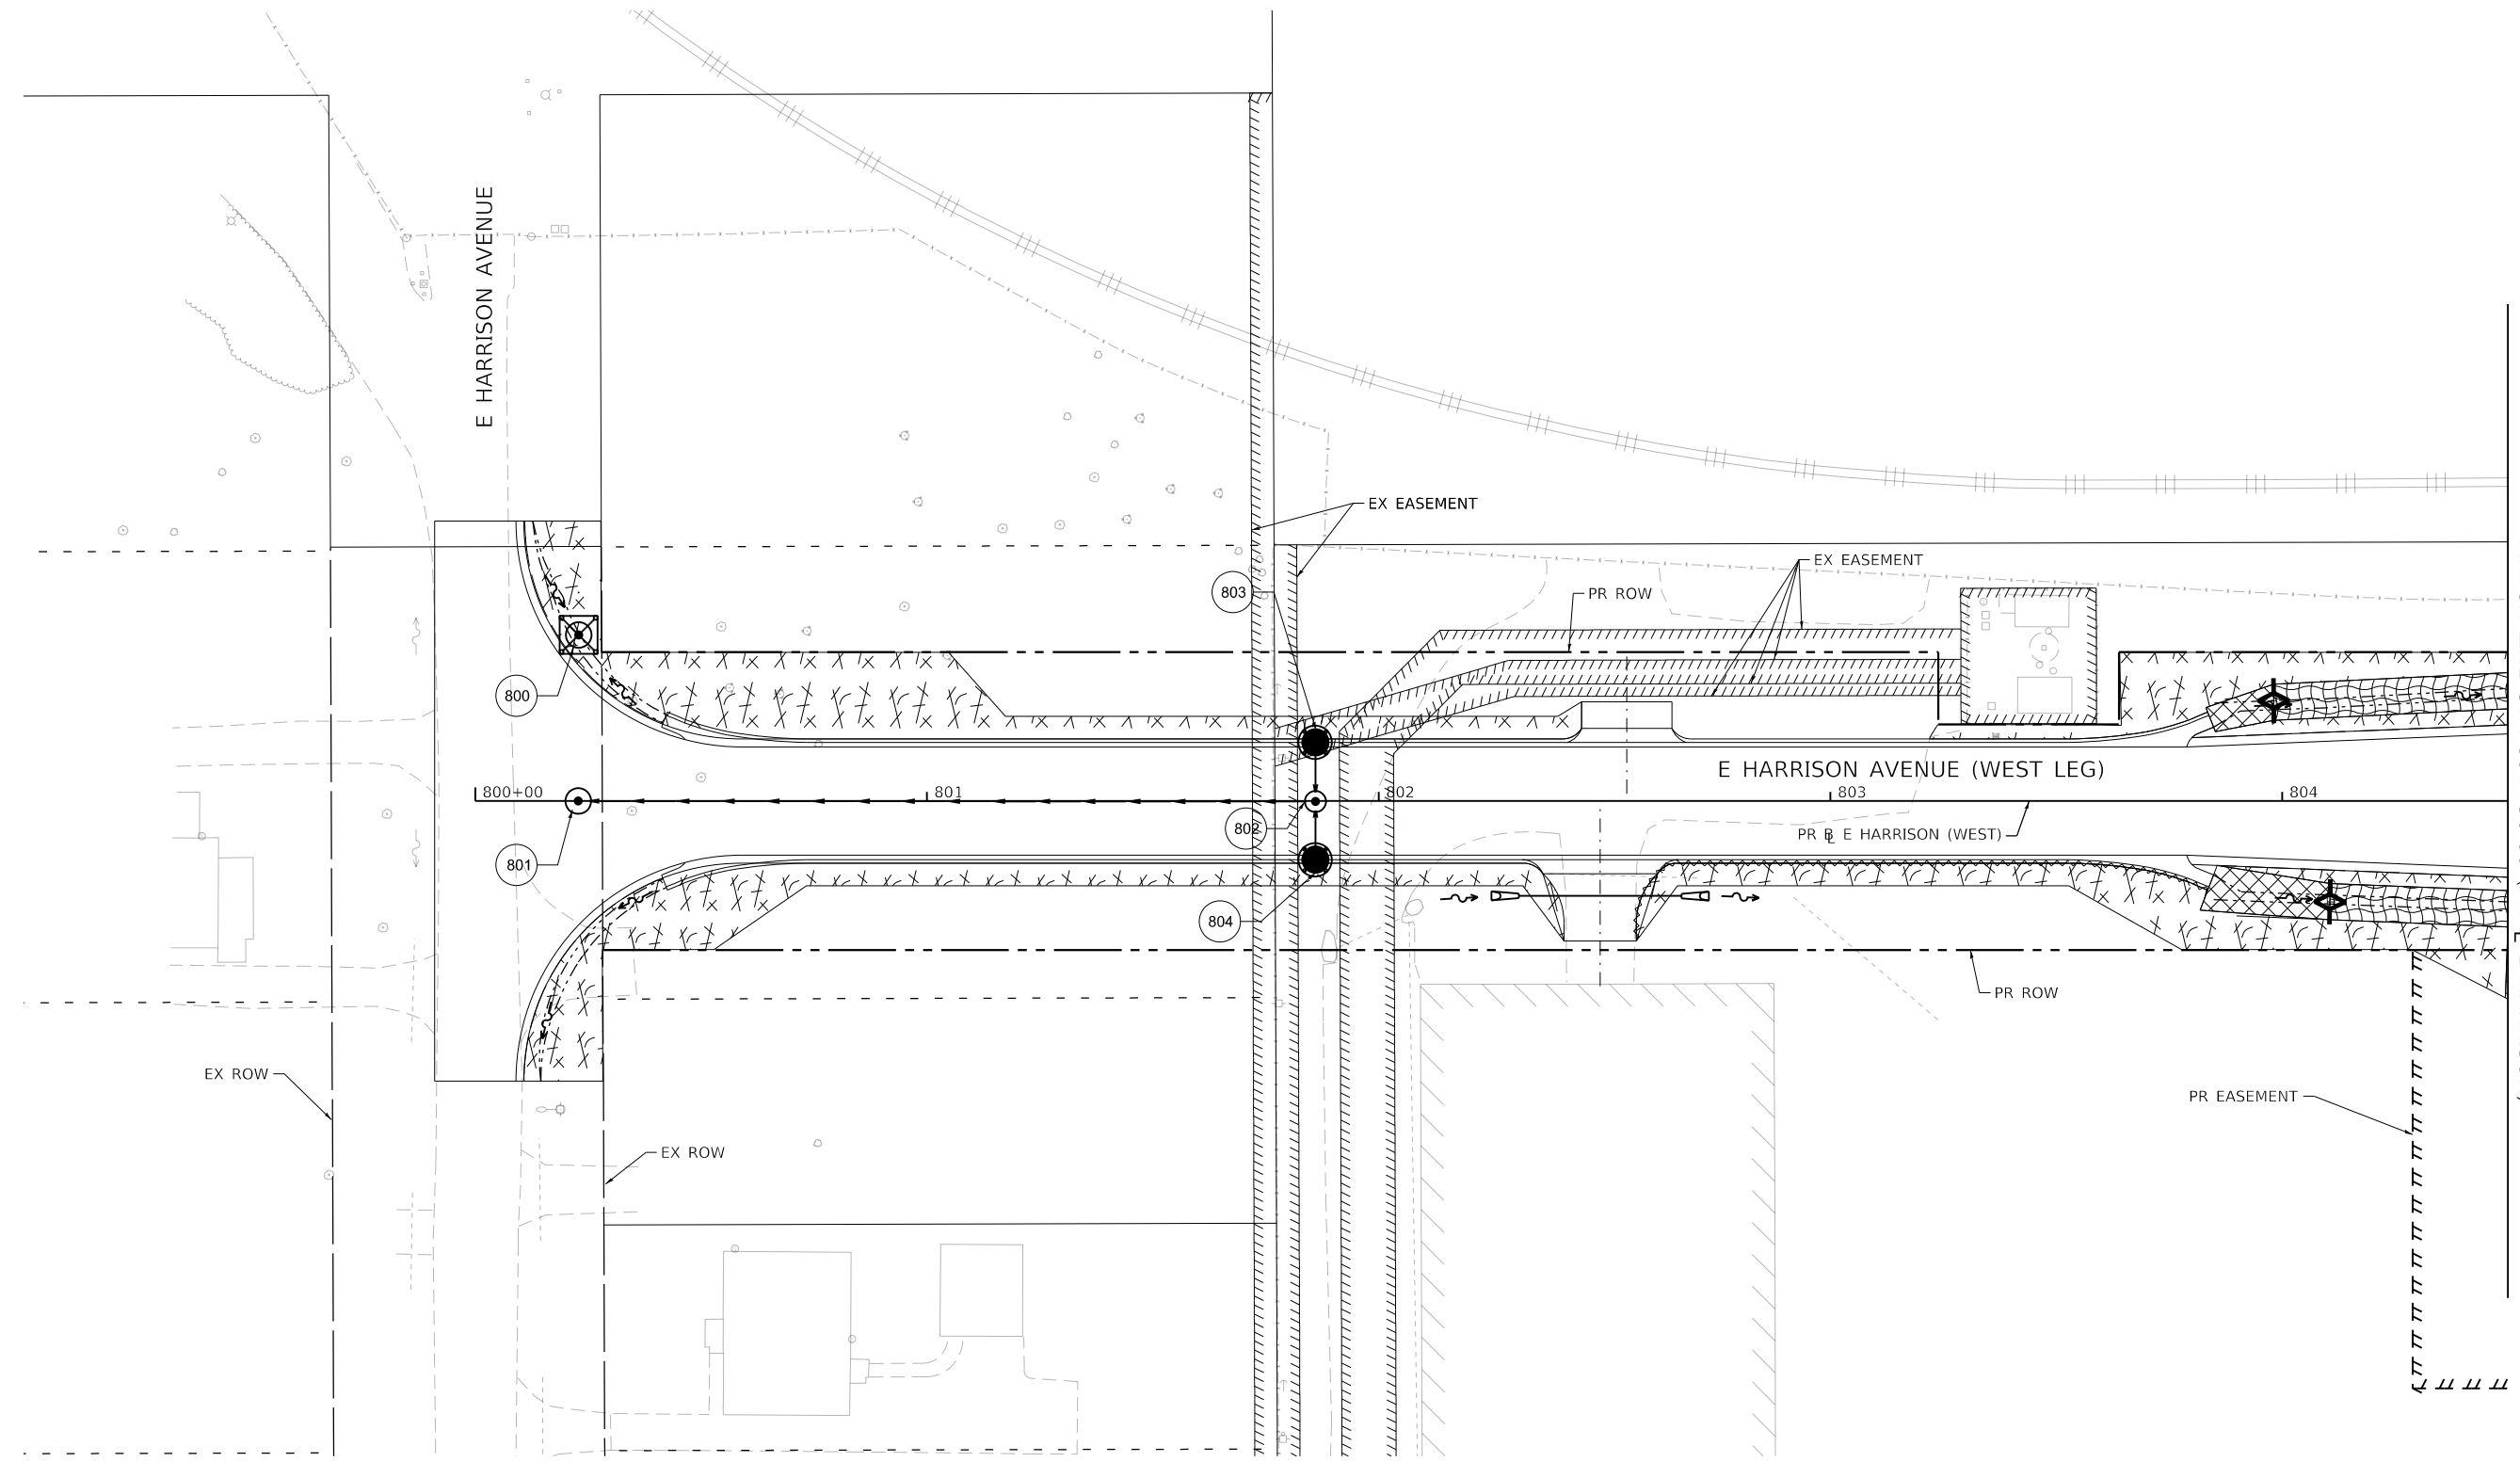 E HARRISON AVENUE
EX EASEMENT
EX EASEMENT
803
PR ROW
800
E HARRISON AVENUE (WEST LEG)
800+00
801
802
803
804
802
PR BL E HARRISON (WEST)
801
804
PR ROW
EX ROW
PR EASEMENT
EX ROW